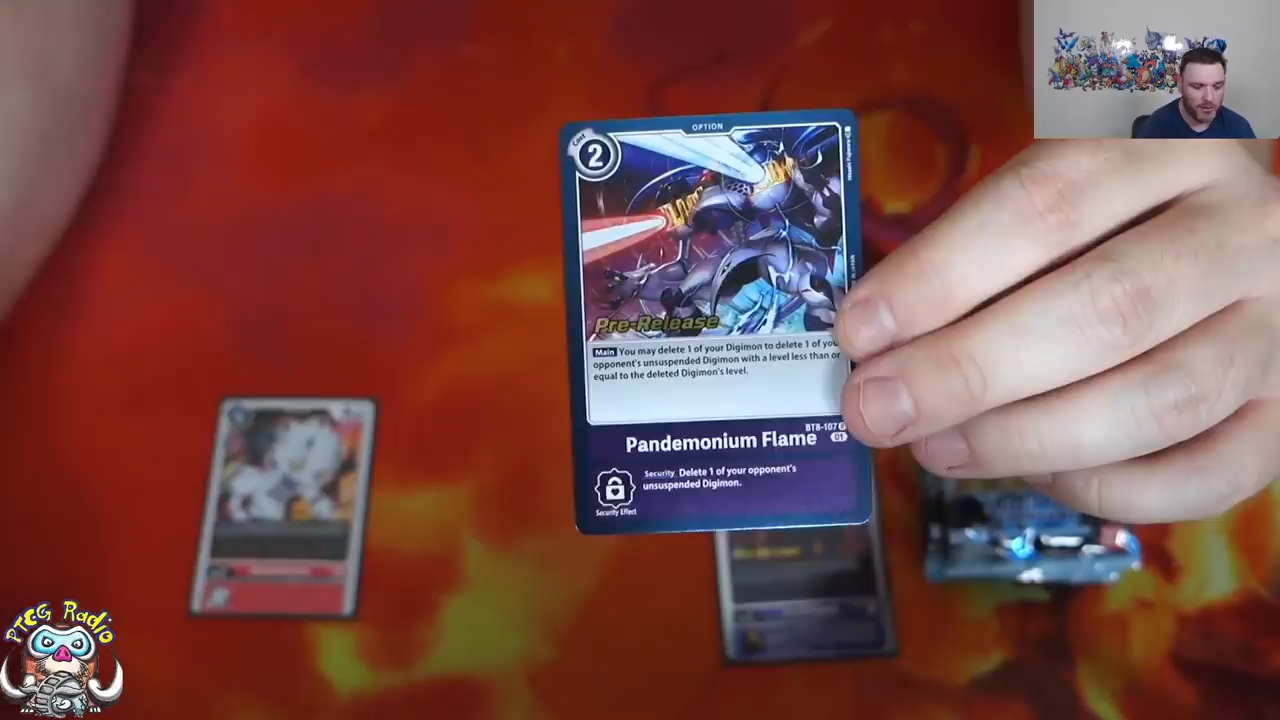 OPTION
Cost
2
Pre-Release
Main You may delete 1 of your Digimon to delete 1 of you
opponent's unsuspended Digimon with a level less than or
equal to the deleted Digimon's level.
BT8-107
01
Pandemonium Flame
Security Delete 1 of your opponent's
unsuspended Digimon.
Security Effect
PTCG Radio